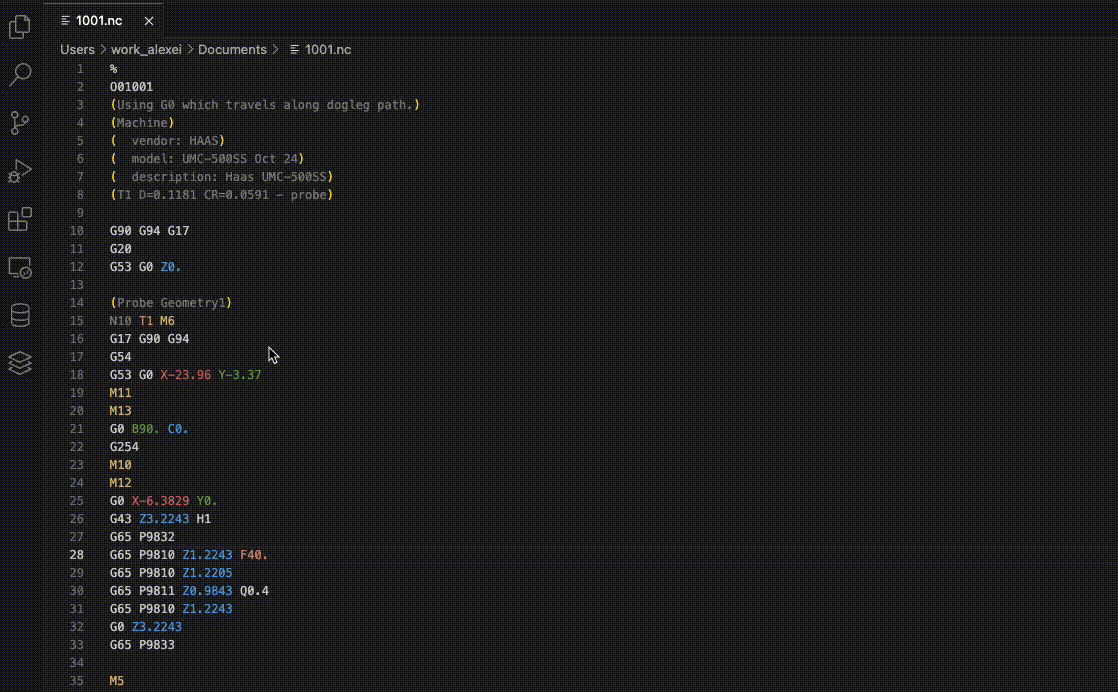 1001.nc
Users > work_alexei > Documents > 1001.nc
1 %
2 O01001
3 (Using G0 which travels along dogleg path.)
4 (Machine)
5 (  vendor: HAAS)
6 (  model: UMC-500SS Oct 24)
7 (  description: Haas UMC-500SS)
8 (T1 D=0.1181 CR=0.0591 - probe)
9
10 G90 G94 G17
11 G20
12 G53 G0 Z0.
13
14 (Probe Geometry1)
15 N10 T1 M6
16 G17 G90 G94
17 G54
18 G53 G0 X-23.96 Y-3.37
19 M11
20 M13
21 G0 B90. C0.
22 G254
23 M10
24 M12
25 G0 X-6.3829 Y0.
26 G43 Z3.2243 H1
27 G65 P9832
28 G65 P9810 Z1.2243 F40.
29 G65 P9810 Z1.2205
30 G65 P9811 Z0.9843 Q0.4
31 G65 P9810 Z1.2243
32 G0 Z3.2243
33 G65 P9833
34
35 M5